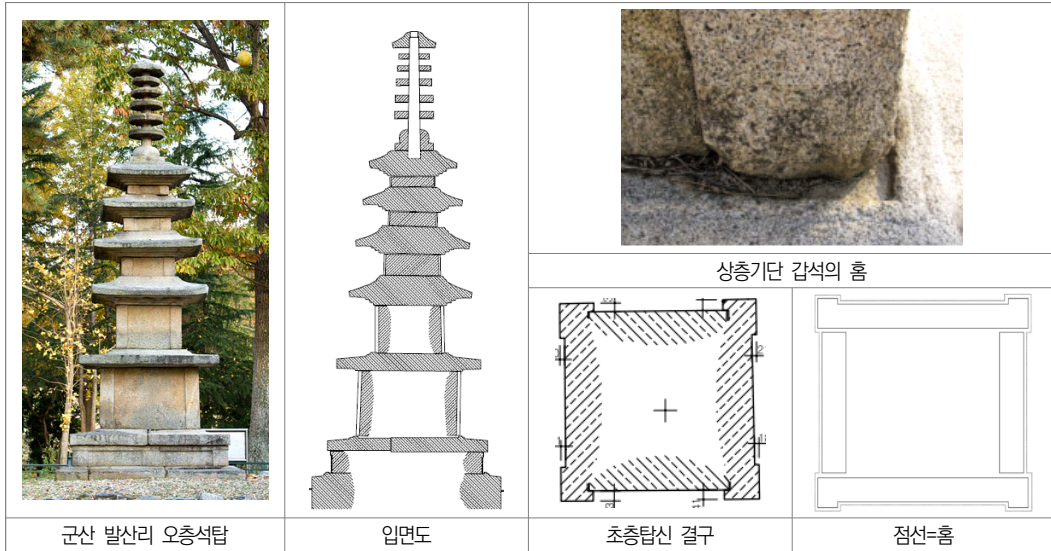 상층기단 갑석의 홈
군산 발산리 오층석탑
입면도
초층탑신 결구
점선=홈